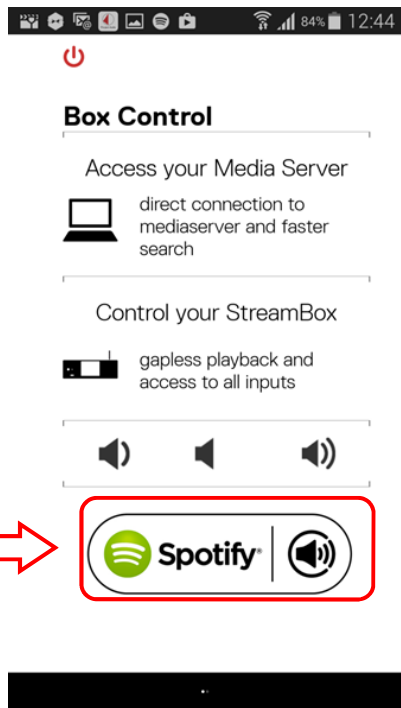 84% 12:44
Box Control
Access your Media Server
direct connection to
mediaserver and faster
search
Control your StreamBox
gapless playback and
access to all inputs
Spotify®